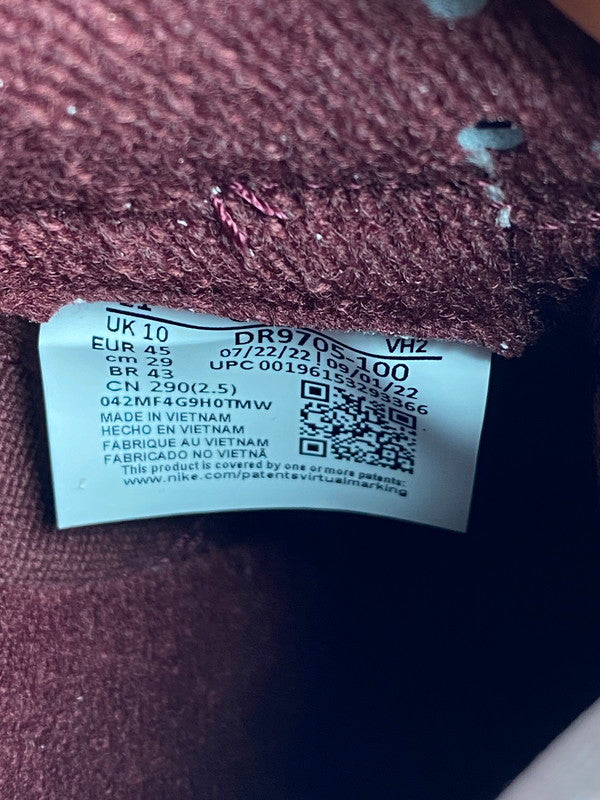 UK 10
EUR 45
cm 29
BR 43
CN 290(2.5)
042MF4G9H0TMW
DR9705-100
VH2
07/22/22 | 09/01/22
UPC 00196153293366
MADE IN VIETNAM
HECHO EN VIETNAM
FABRIQUE AU VIETNAM
FABRICADO NO VIETNÃ
This product is covered by one or more patents:
www.nike.com/patentsvirtualmarking